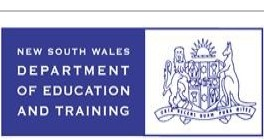 NEW SOUTH WALES
DEPARTMENT
OF EDUCATION
AND TRAINING